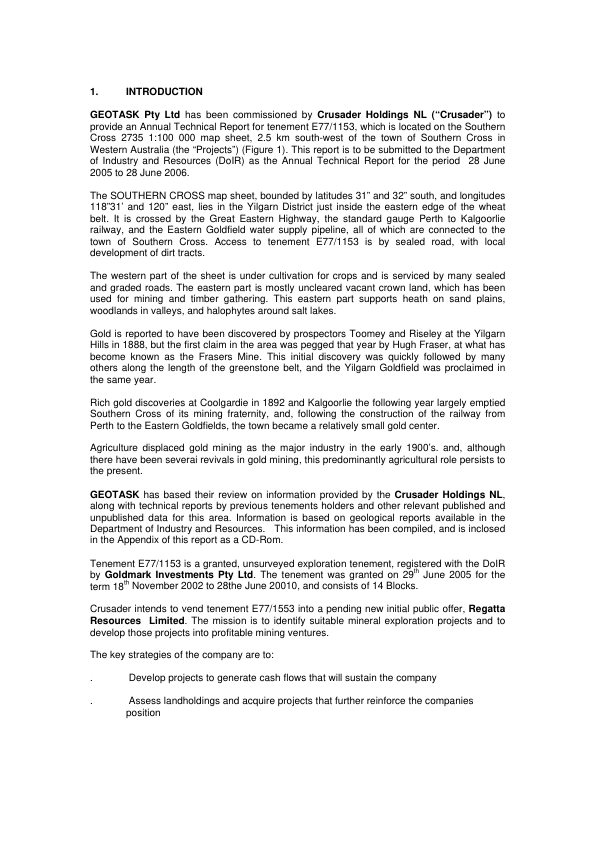 1. INTRODUCTION
GEOTASK Pty Ltd has been commissioned by Crusader Holdings NL (“Crusader”) to
provide an Annual Technical Report for tenement E77/1153, which is located on the Southern
Cross 2735 1:100 000 map sheet, 2.5 km south-west of the town of Southern Cross in
Western Australia (the “Projects”) (Figure 1). This report is to be submitted to the Department
of Industry and Resources (DoIR) as the Annual Technical Report for the period 28 June
2005 to 28 June 2006.
The SOUTHERN CROSS map sheet, bounded by latitudes 31” and 32” south, and longitudes
118”31’ and 120” east, lies in the Yilgarn District just inside the eastern edge of the wheat
belt. It is crossed by the Great Eastern Highway, the standard gauge Perth to Kalgoorlie
railway, and the Eastern Goldfield water supply pipeline, all of which are connected to the
town of Southern Cross. Access to tenement E77/1153 is by sealed road, with local
development of dirt tracts.
The western part of the sheet is under cultivation for crops and is serviced by many sealed
and graded roads. The eastern part is mostly uncleared vacant crown land, which has been
used for mining and timber gathering. This eastern part supports heath on sand plains,
woodlands in valleys, and halophytes around salt lakes.
Gold is reported to have been discovered by prospectors Toomey and Riseley at the Yilgarn
Hills in 1888, but the first claim in the area was pegged that year by Hugh Fraser, at what has
become known as the Frasers Mine. This initial discovery was quickly followed by many
others along the length of the greenstone belt, and the Yilgarn Goldfield was proclaimed in
the same year.
Rich gold discoveries at Coolgardie in 1892 and Kalgoorlie the following year largely emptied
Southern Cross of its mining fraternity, and, following the construction of the railway from
Perth to the Eastern Goldfields, the town became a relatively small gold center.
Agriculture displaced gold mining as the major industry in the early 1900’s. and, although
there have been severai revivals in gold mining, this predominantly agricultural role persists to
the present.
GEOTASK has based their review on information provided by the Crusader Holdings NL,
along with technical reports by previous tenements holders and other relevant published and
unpublished data for this area. Information is based on geological reports available in the
Department of Industry and Resources. This information has been compiled, and is inclosed
in the Appendix of this report as a CD-Rom.
Tenement E77/1153 is a granted, unsurveyed exploration tenement, registered with the DoIR
by Goldmark Investments Pty Ltd. The tenement was granted on 29th June 2005 for the
term 18th November 2002 to 28the June 20010, and consists of 14 Blocks.
Crusader intends to vend tenement E77/1553 into a pending new initial public offer, Regatta
Resources Limited. The mission is to identify suitable mineral exploration projects and to
develop those projects into profitable mining ventures.
The key strategies of the company are to:
. Develop projects to generate cash flows that will sustain the company
. Assess landholdings and acquire projects that further reinforce the companies
position